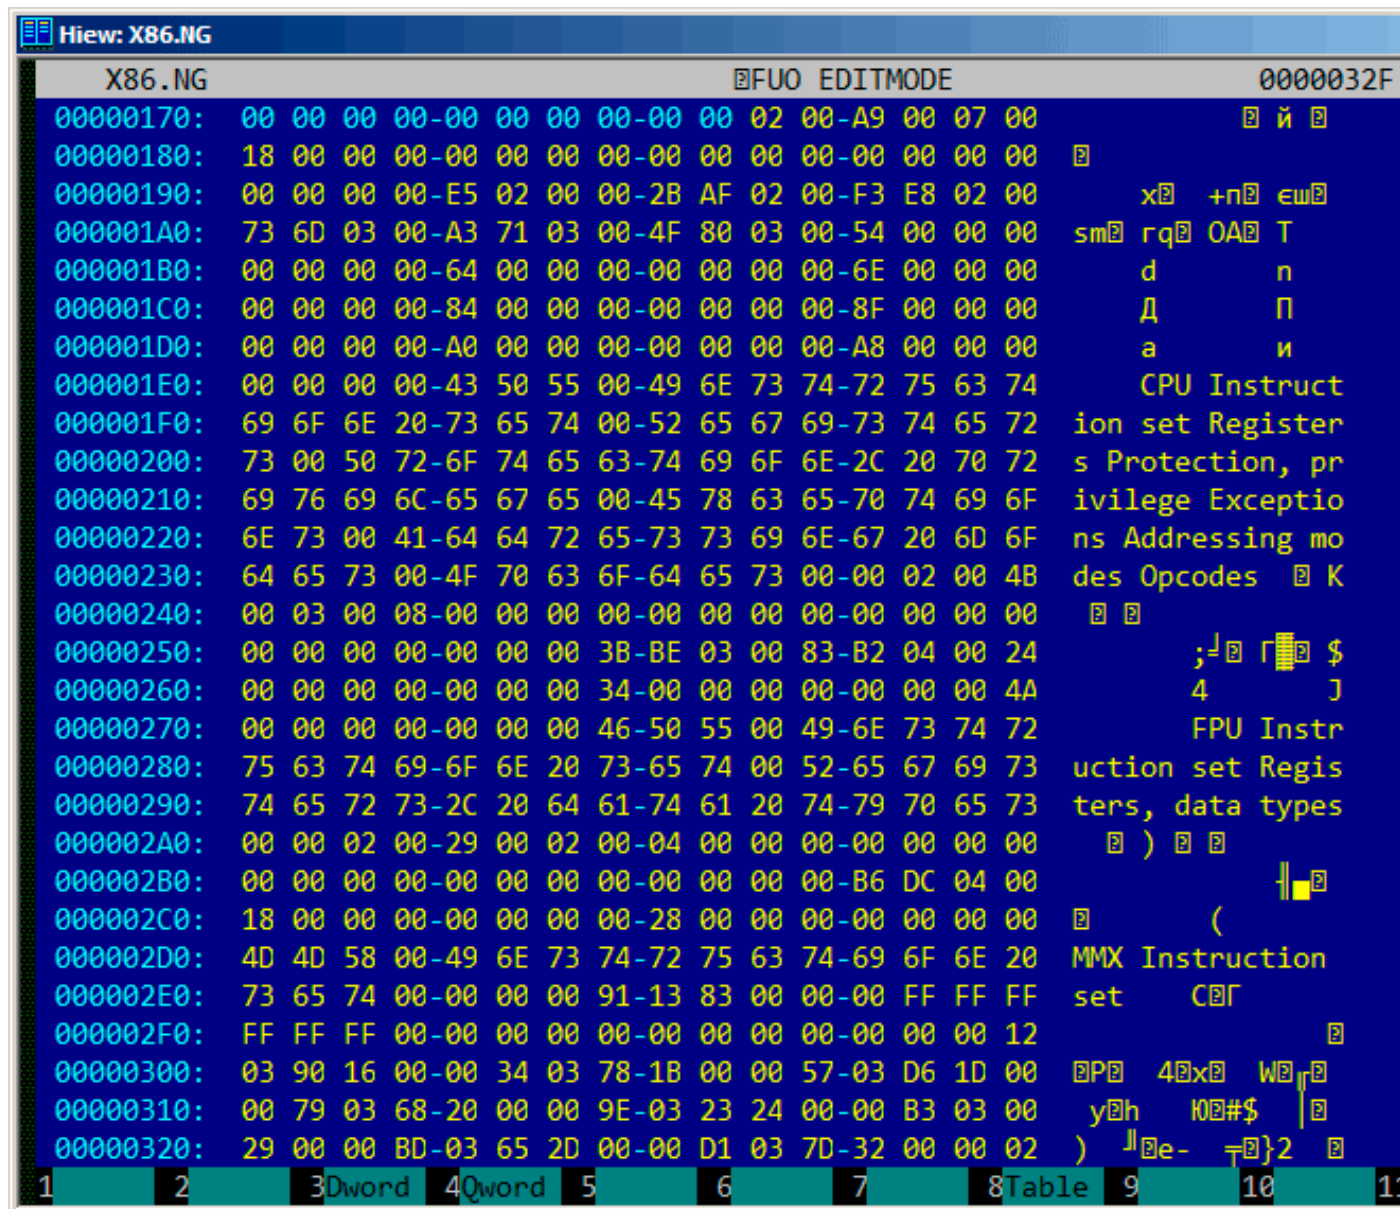 Hiew: X86.NG
X86.NG FUO EDITMODE 0000032F
00000170: 00 00 00 00-00 00 00 00-00 00 02 00-A9 00 07 00 й
00000180: 18 00 00 00-00 00 00 00-00 00 00 00-00 00 00 00
00000190: 00 00 00 00-E5 02 00 00-2B AF 02 00-F3 E8 02 00 х +п єш
000001A0: 73 6D 03 00-A3 71 03 00-4F 80 03 00-54 00 00 00 sm гq OА T
000001B0: 00 00 00 00-64 00 00 00-00 00 00 00-6E 00 00 00 d n
000001C0: 00 00 00 00-84 00 00 00-00 00 00 00-8F 00 00 00 Д П
000001D0: 00 00 00 00-A0 00 00 00-00 00 00 00-A8 00 00 00 а и
000001E0: 00 00 00 00-43 50 55 00-49 6E 73 74-72 75 63 74 CPU Instruct
000001F0: 69 6F 6E 20-73 65 74 00-52 65 67 69-73 74 65 72 ion set Register
00000200: 73 00 50 72-6F 74 65 63-74 69 6F 6E-2C 20 70 72 s Protection, pr
00000210: 69 76 69 6C-65 67 65 00-45 78 63 65-70 74 69 6F ivilege Exceptio
00000220: 6E 73 00 41-64 64 72 65-73 73 69 6E-67 20 6D 6F ns Addressing mo
00000230: 64 65 73 00-4F 70 63 6F-64 65 73 00-00 02 00 4B des Opcodes K
00000240: 00 03 00 08-00 00 00 00-00 00 00 00-00 00 00 00
00000250: 00 00 00 00-00 00 00 3B-BE 03 00 83-B2 04 00 24 ;╛ Г▓ $
00000260: 00 00 00 00-00 00 00 34-00 00 00 00-00 00 00 4A 4 J
00000270: 00 00 00 00-00 00 00 46-50 55 00 49-6E 73 74 72 FPU Instr
00000280: 75 63 74 69-6F 6E 20 73-65 74 00 52-65 67 69 73 uction set Regis
00000290: 74 65 72 73-2C 20 64 61-74 61 20 74-79 70 65 73 ters, data types
000002A0: 00 00 02 00-29 00 02 00-04 00 00 00-00 00 00 00 )
000002B0: 00 00 00 00-00 00 00 00-00 00 00 00-B6 DC 04 00 ╢▄
000002C0: 18 00 00 00-00 00 00 00-28 00 00 00-00 00 00 00 (
000002D0: 4D 4D 58 00-49 6E 73 74-72 75 63 74-69 6F 6E 20 MMX Instruction
000002E0: 73 65 74 00-00 00 00 91-13 83 00 00-00 FF FF FF set СГ
000002F0: FF FF FF 00-00 00 00 00-00 00 00 00-00 00 00 12
00000300: 03 90 16 00-00 34 03 78-1B 00 00 57-03 D6 1D 00 Р 4x W╓
00000310: 00 79 03 68-20 00 00 9E-03 23 24 00-00 B3 03 00 yh Ю#$ │
00000320: 29 00 00 BD-03 65 2D 00-00 D1 03 7D-32 00 00 02 ) ╜e- ╤}2
1 2 3Dword 4Qword 5 6 7 8Table 9 10 11